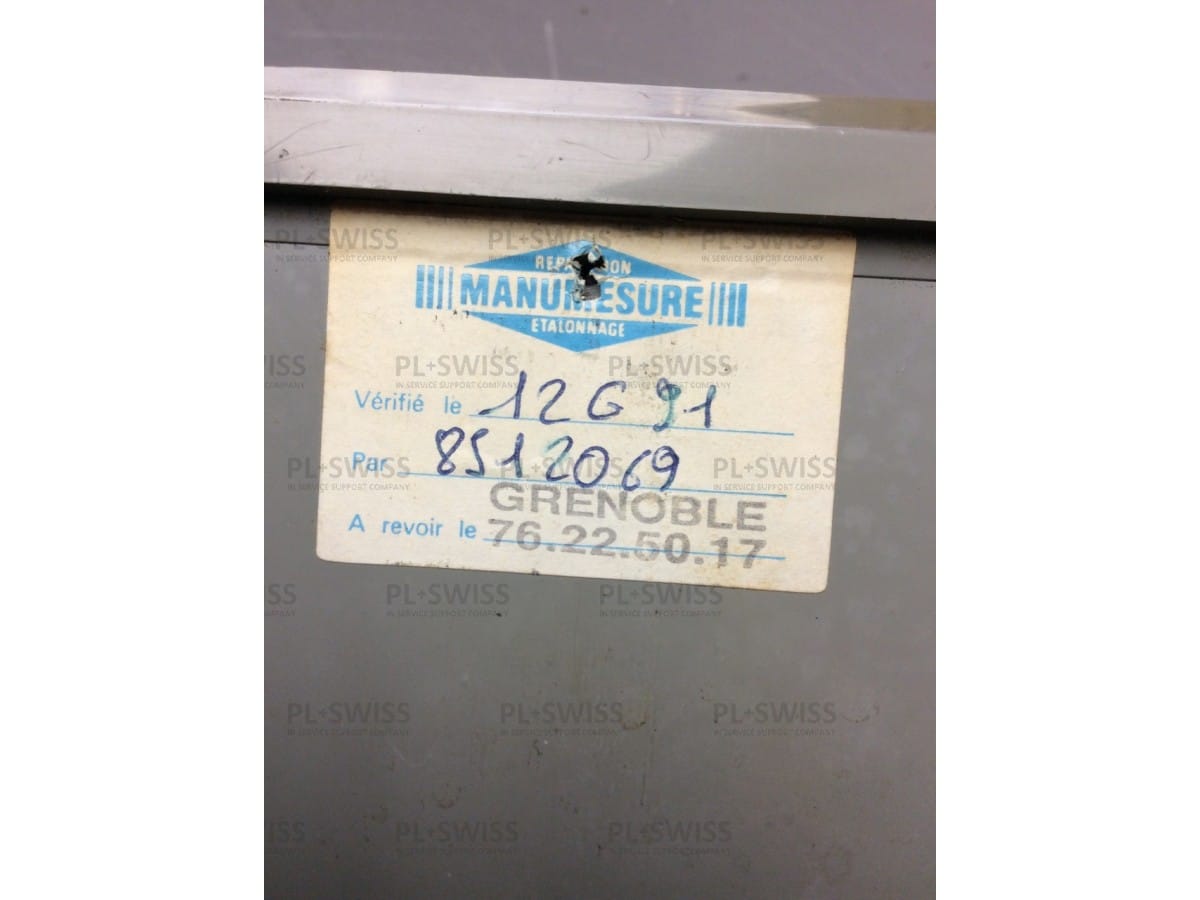 REPARATION
MANUMESURE
ETALONNAGE
Vérifié le 12 6 91
Par 8512069
GRENOBLE
A revoir le 76.22.50.17
PL+SWISS
IN SERVICE SUPPORT COMPANY